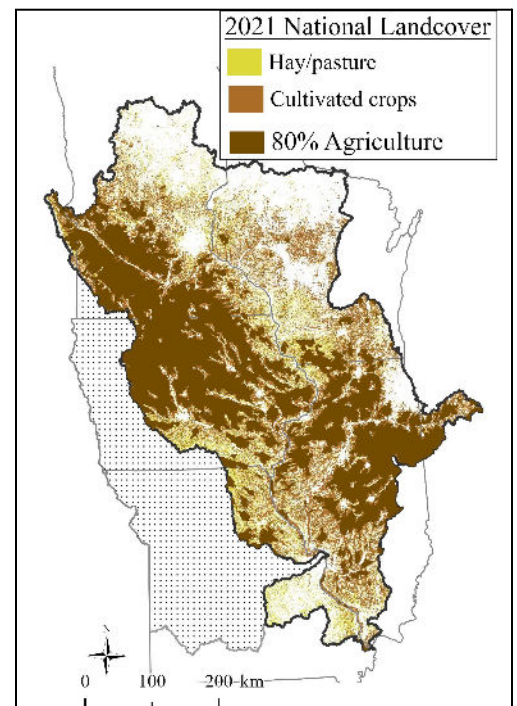 2021 National Landcover
Hay/pasture
Cultivated crops
80% Agriculture
N
0 100 200 km